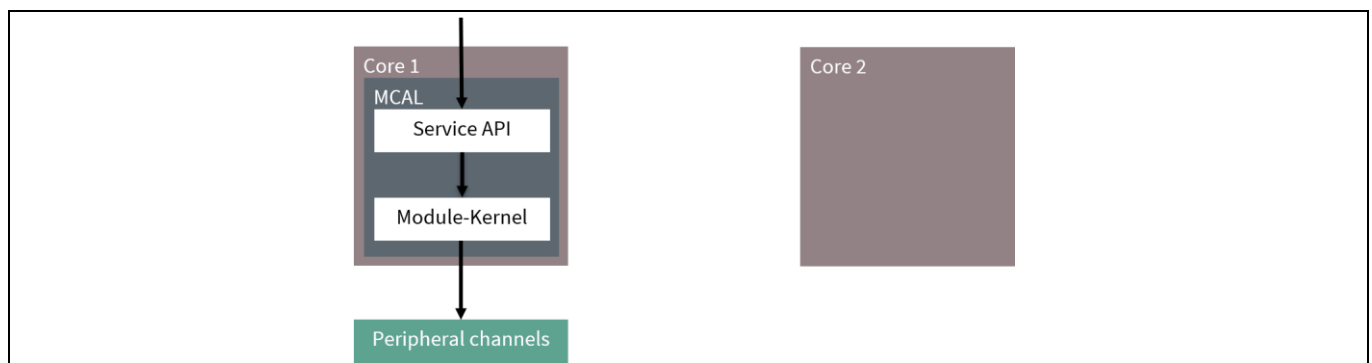 Core 1
MCAL
Service API
Module-Kernel
Peripheral channels
Core 2